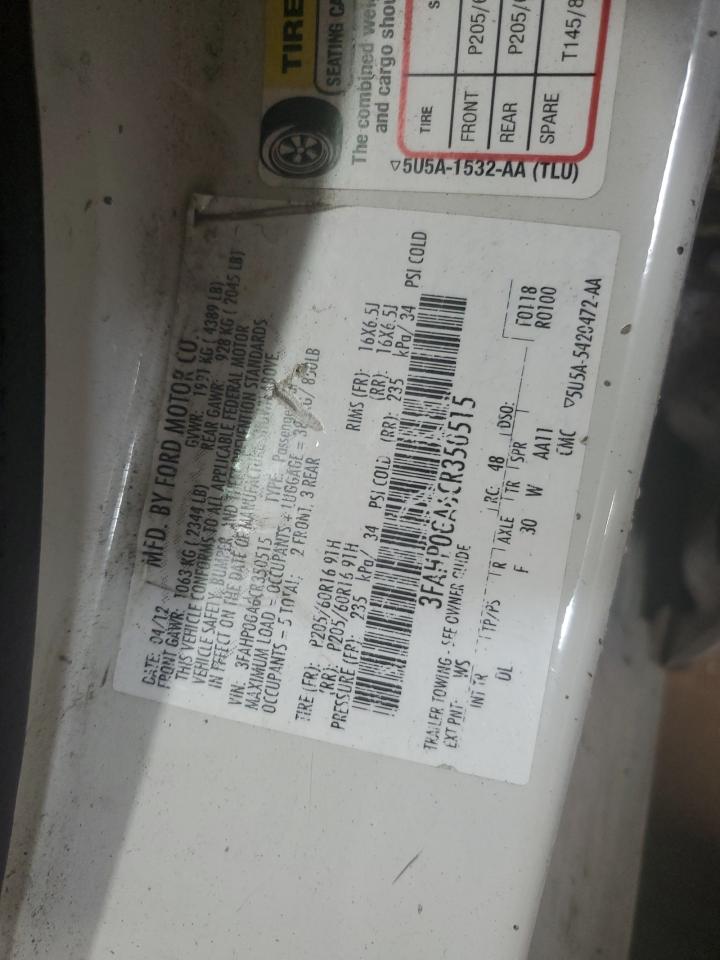 TIRE
SEATING CA
The combined wei
and cargo shou
TIRE S
FRONT P205/6
REAR P205/6
SPARE T145/8
▽5U5A-1532-AA (TLU)
MFD. BY FORD MOTOR CO.
DATE: 04/12 GVWR: 1991 KG ( 4389 LB)
FRONT GAWR: 1063 KG ( 2344 LB) REAR GAWR: 928 KG ( 2045 LB)
THIS VEHICLE CONFORMS TO ALL APPLICABLE FEDERAL MOTOR
VEHICLE SAFETY, BUMPER, AND THEFT PREVENTION STANDARDS
IN EFFECT ON THE DATE OF MANUFACTURE SHOWN ABOVE
VIN: 3FAHP0GA6CR350515 TYPE: Passenger
MAXIMUM LOAD = OCCUPANTS + LUGGAGE = 850LB
OCCUPANTS = 5 TOTAL: 2 FRONT, 3 REAR
TIRE (FR): P205/60R16 91H RIMS (FR): 16X6.5J
(RR): P205/60R16 91H (RR): 16X6.5J
PRESSURE (FR): 235 kPa/ 34 PSI COLD (RR): 235 kPa/ 34 PSI COLD
3FAHP0GA6CR350515
TRAILER TOWING - SEE OWNER GUIDE
EXT PNT: WS RC: 48 DSO: F0118
INT TR TP/PS R AXLE TR SPR R0100
DL F 30 W AA11
CMC ▽5U5A-5420472-AA